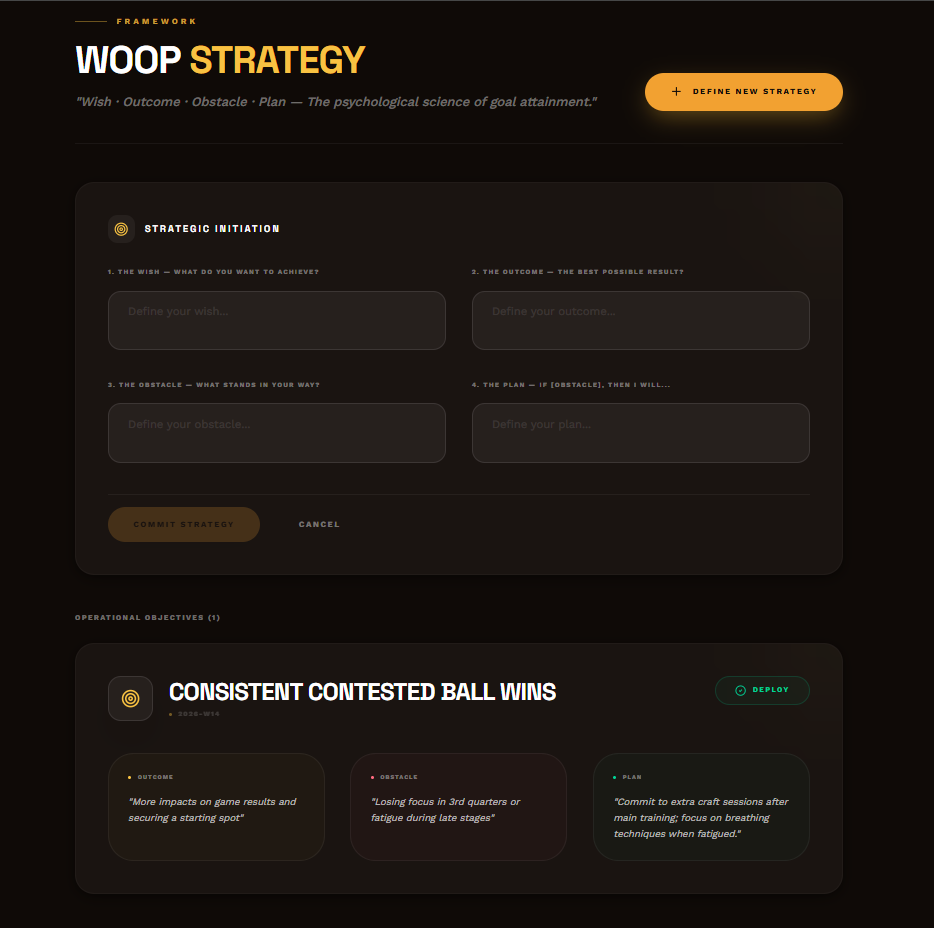 FRAMEWORK
WOOP STRATEGY
"Wish · Outcome · Obstacle · Plan — The psychological science of goal attainment."
DEFINE NEW STRATEGY
STRATEGIC INITIATION
1. THE WISH — WHAT DO YOU WANT TO ACHIEVE?
2. THE OUTCOME — THE BEST POSSIBLE RESULT?
Define your wish...
Define your outcome...
3. THE OBSTACLE — WHAT STANDS IN YOUR WAY?
4. THE PLAN — IF [OBSTACLE], THEN I WILL...
Define your obstacle...
Define your plan...
COMMIT STRATEGY
CANCEL
OPERATIONAL OBJECTIVES (1)
CONSISTENT CONTESTED BALL WINS
DEPLOY
2026-W14
OUTCOME
"More impacts on game results and
securing a starting spot"
OBSTACLE
"Losing focus in 3rd quarters or
fatigue during late stages"
PLAN
"Commit to extra craft sessions after
main training; focus on breathing
techniques when fatigued."